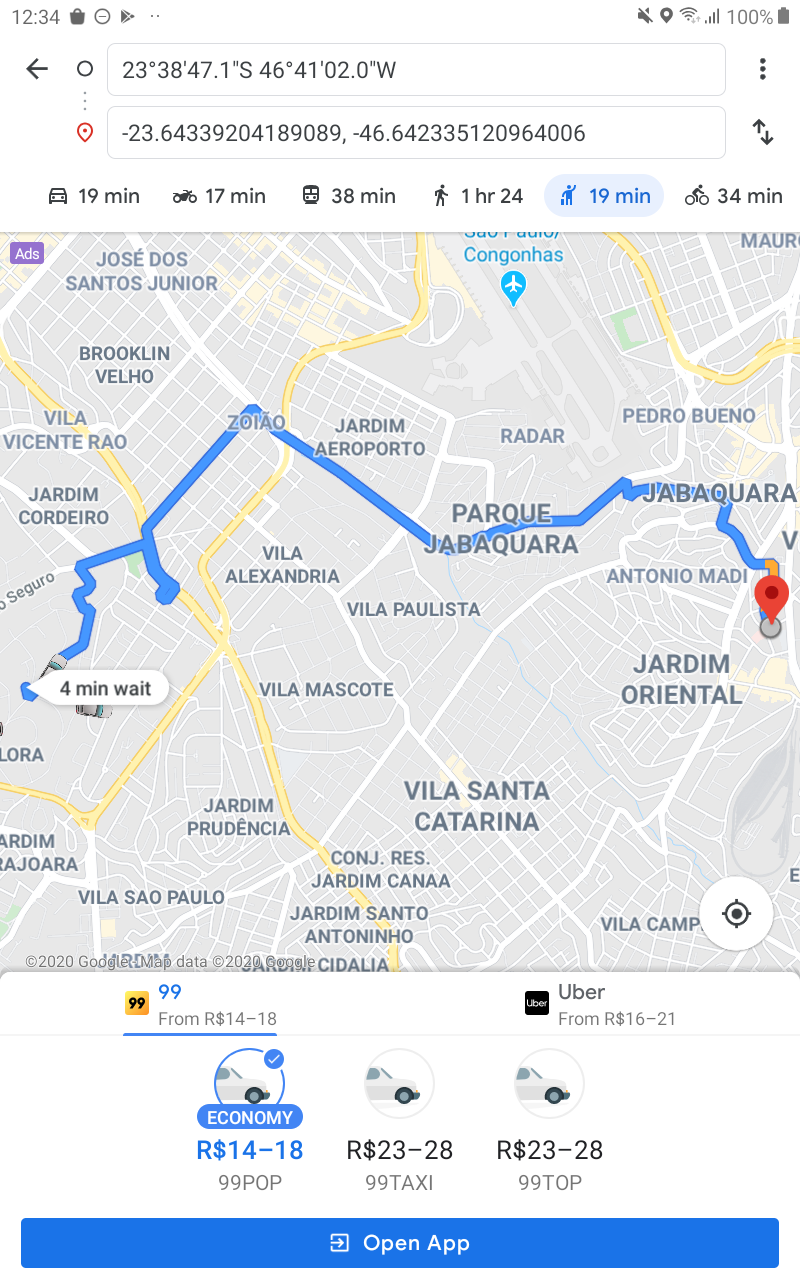 12:34
100%
23°38'47.1"S 46°41'02.0"W
-23.64339204189089, -46.642335120964006
19 min
17 min
38 min
1 hr 24
19 min
34 min
Ads
São Paulo/
Congonhas
MAURO
JOSÉ DOS
SANTOS JUNIOR
BROOKLIN
VELHO
VILA
VICENTE RAO
ZOIÃO
JARDIM
AEROPORTO
RADAR
PEDRO BUENO
JARDIM
CORDEIRO
PARQUE
JABAQUARA
JABAQUARA
V
VILA
ALEXANDRIA
ANTONIO MADI
o Seguro
VILA PAULISTA
4 min wait
VILA MASCOTE
JARDIM
ORIENTAL
LORA
JARDIM
PRUDÊNCIA
VILA SANTA
CATARINA
ARDIM
RAJOARA
CONJ. RES.
JARDIM CANAA
E
VILA SAO PAULO
JARDIM SANTO
ANTONINHO
VILA CAMP
JARDIM
JARDIM CIDALIA
©2020 Google - Map data ©2020 Google
99
99
From R$14–18
Uber
Uber
From R$16–21
ECONOMY
R$14–18
99POP
R$23–28
99TAXI
R$23–28
99TOP
Open App